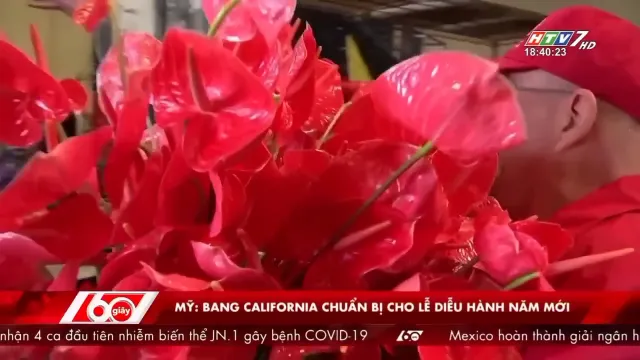 HTV7 HD
18:40:23
60 giây
MỸ: BANG CALIFORNIA CHUẨN BỊ CHO LỄ DIỄU HÀNH NĂM MỚI
nhận 4 ca đầu tiên nhiễm biến thể JN.1 gây bệnh COVID-19 60 Mexico hoàn thành giải ngân h